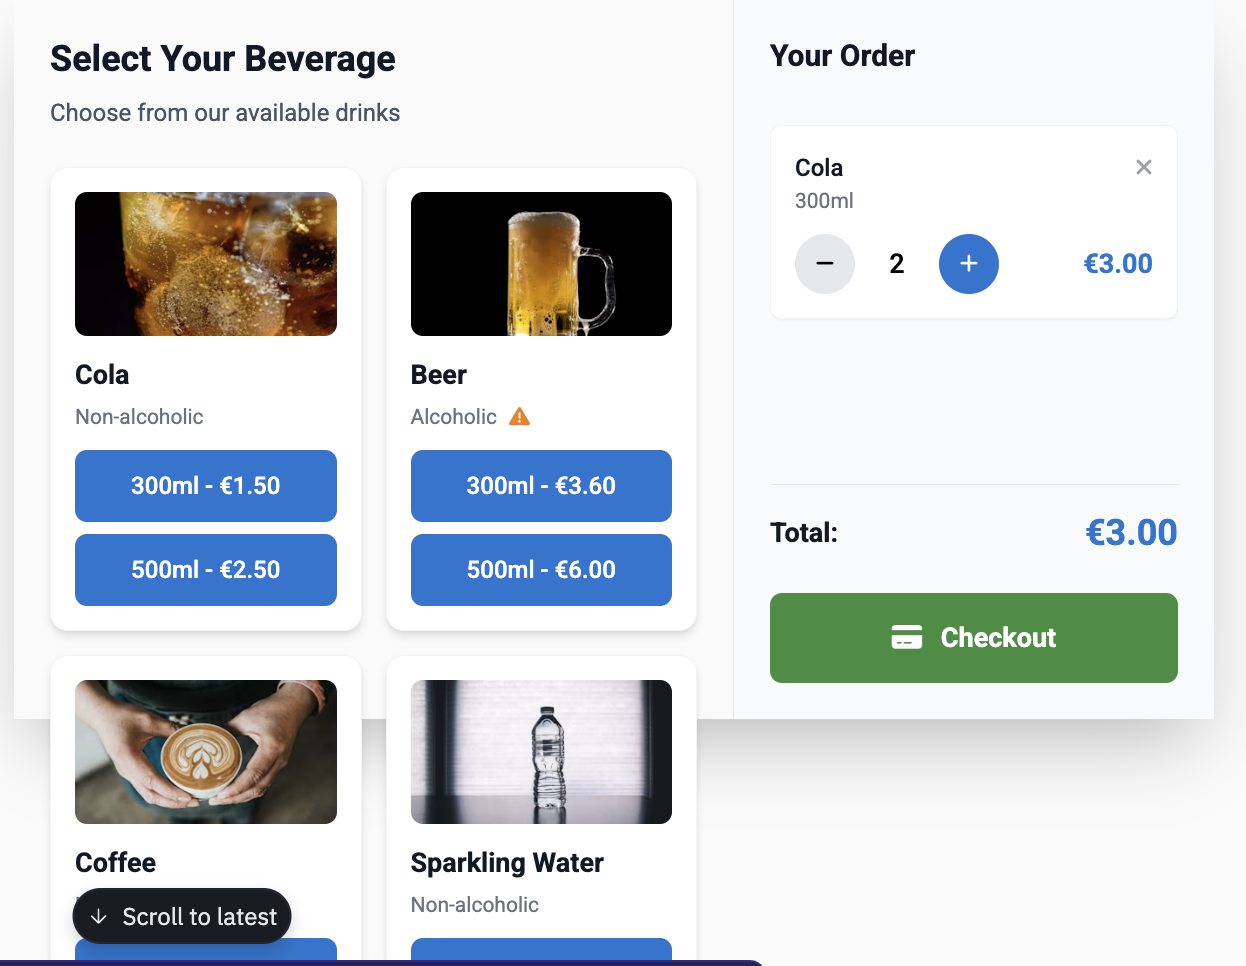 Select Your Beverage
Choose from our available drinks
Cola
Non-alcoholic
300ml - €1.50
500ml - €2.50
Beer
Alcoholic
300ml - €3.60
500ml - €6.00
Coffee
Scroll to latest
Sparkling Water
Non-alcoholic
Your Order
Cola
300ml
2
€3.00
Total:
€3.00
Checkout